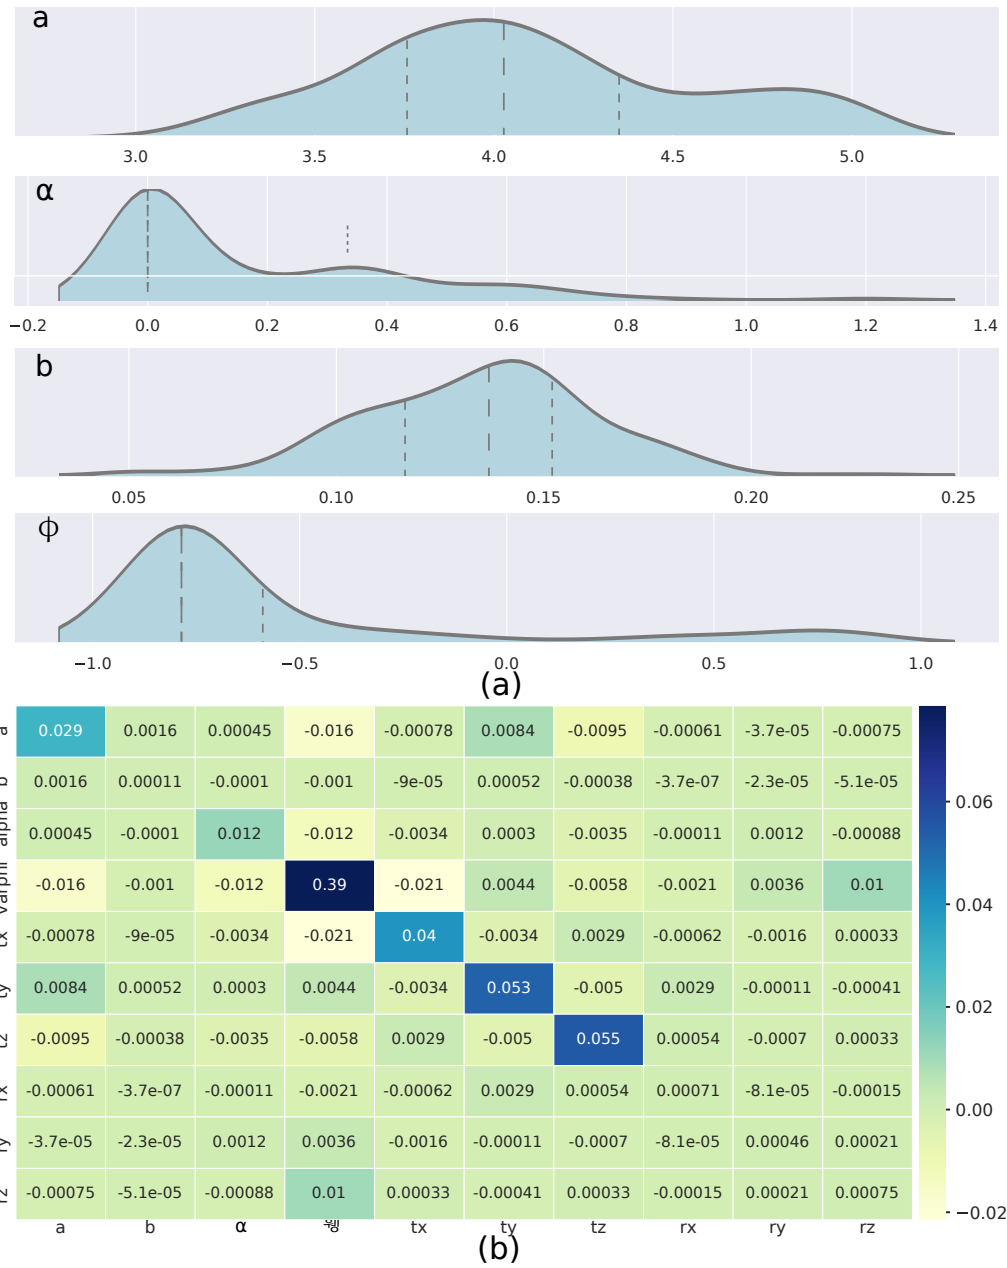 a
3.0 3.5 4.0 4.5 5.0
α
−0.2 0.0 0.2 0.4 0.6 0.8 1.0 1.2 1.4
b
0.05 0.10 0.15 0.20 0.25
ϕ
−1.0 −0.5 0.0 0.5 1.0
(a)
a 0.029 0.0016 0.00045 -0.016 -0.00078 0.0084 -0.0095 -0.00061 -3.7e-05 -0.00075
b 0.0016 0.00011 -0.0001 -0.001 -9e-05 0.00052 -0.00038 -3.7e-07 -2.3e-05 -5.1e-05
0.06
alpha 0.00045 -0.0001 0.012 -0.012 -0.0034 0.0003 -0.0035 -0.00011 0.0012 -0.00088
varphi -0.016 -0.001 -0.012 0.39 -0.021 0.0044 -0.0058 -0.0021 0.0036 0.01
0.04
tx -0.00078 -9e-05 -0.0034 -0.021 0.04 -0.0034 0.0029 -0.00062 -0.0016 0.00033
ty 0.0084 0.00052 0.0003 0.0044 -0.0034 0.053 -0.005 0.0029 -0.00011 -0.00041
0.02
tz -0.0095 -0.00038 -0.0035 -0.0058 0.0029 -0.005 0.055 0.00054 -0.0007 0.00033
rx -0.00061 -3.7e-07 -0.00011 -0.0021 -0.00062 0.0029 0.00054 0.00071 -8.1e-05 -0.00015
0.00
ry -3.7e-05 -2.3e-05 0.0012 0.0036 -0.0016 -0.00011 -0.0007 -8.1e-05 0.00046 0.00021
rz -0.00075 -5.1e-05 -0.00088 0.01 0.00033 -0.00041 0.00033 -0.00015 0.00021 0.00075
−0.02
a b α tx ty tz rx ry rz
(b)